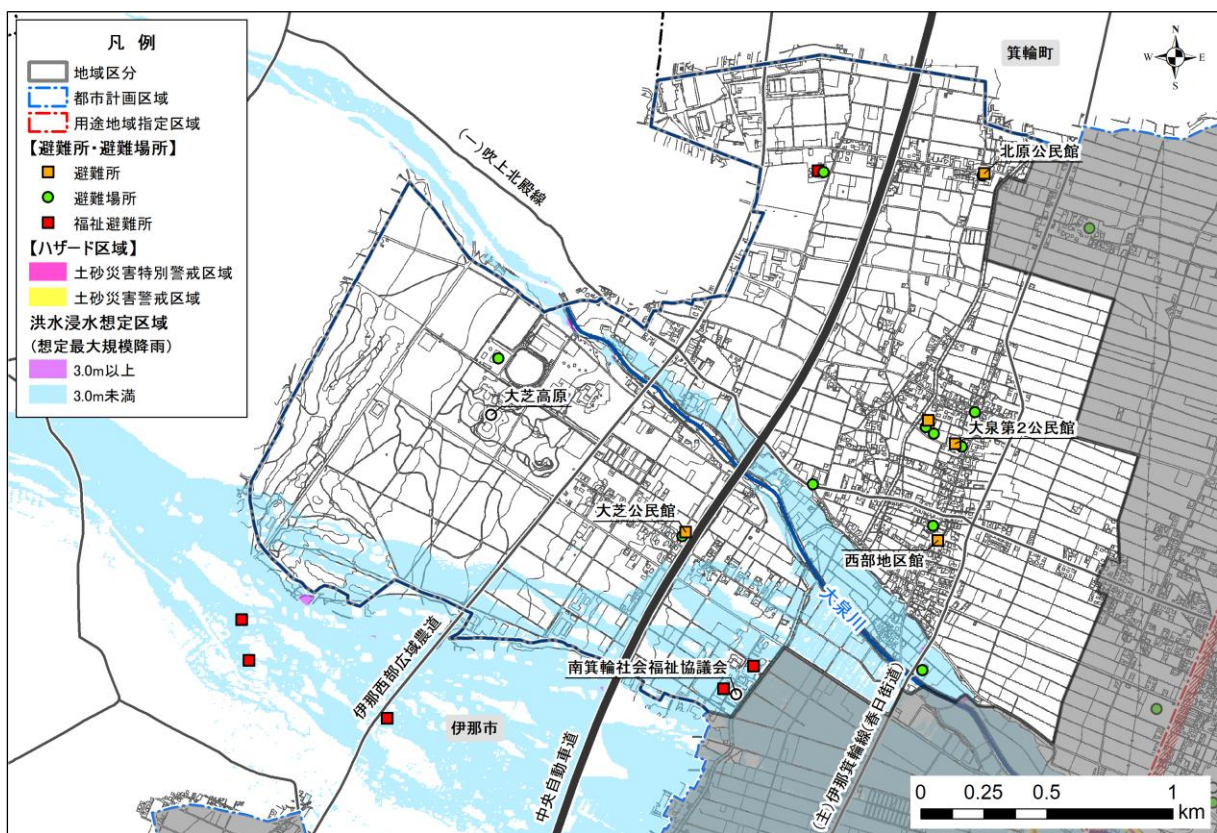 凡 例
地域区分
都市計画区域
用途地域指定区域
【避難所・避難場所】
避難所
避難場所
福祉避難所
【ハザード区域】
土砂災害特別警戒区域
土砂災害警戒区域
洪水浸水想定区域
(想定最大規模降雨)
3.0m以上
3.0m未満
箕輪町
N
W
E
S
(一)吹上北殿線
北原公民館
大芝高原
大泉第2公民館
大芝公民館
西部地区館
大泉川
南箕輪社会福祉協議会
伊那西部広域農道
伊那市
中央自動車道
(主)伊那箕輪線(春日街道)
0 0.25 0.5 1
km